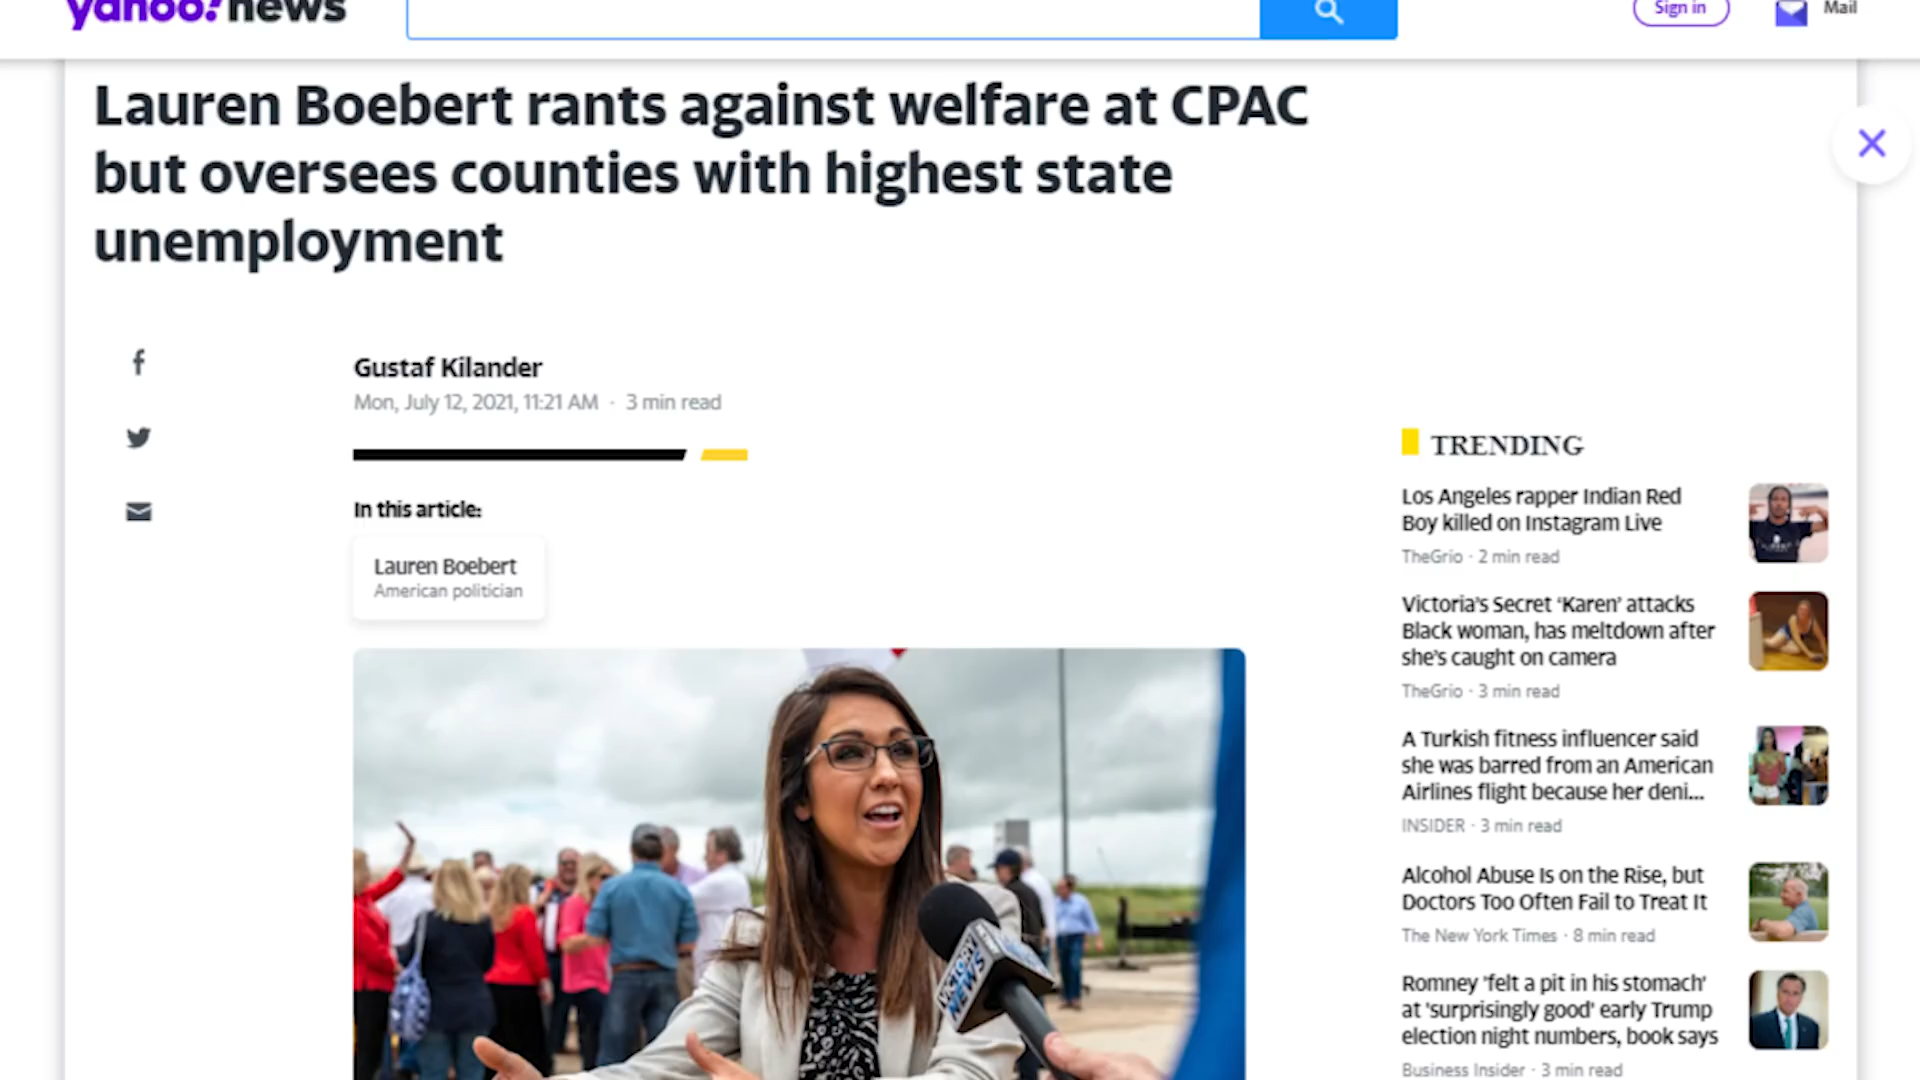 yahoo!news
Sign in
Mail
Lauren Boebert rants against welfare at CPAC
but oversees counties with highest state
unemployment
Gustaf Kilander
Mon, July 12, 2021, 11:21 AM · 3 min read
In this article:
Lauren Boebert
American politician
VICTORY
NEWS
TRENDING
Los Angeles rapper Indian Red
Boy killed on Instagram Live
TheGrio · 2 min read
Victoria's Secret ‘Karen’ attacks
Black woman, has meltdown after
she's caught on camera
TheGrio · 3 min read
A Turkish fitness influencer said
she was barred from an American
Airlines flight because her deni...
INSIDER · 3 min read
Alcohol Abuse Is on the Rise, but
Doctors Too Often Fail to Treat It
The New York Times · 8 min read
Romney 'felt a pit in his stomach'
at 'surprisingly good' early Trump
election night numbers, book says
Business Insider · 3 min read